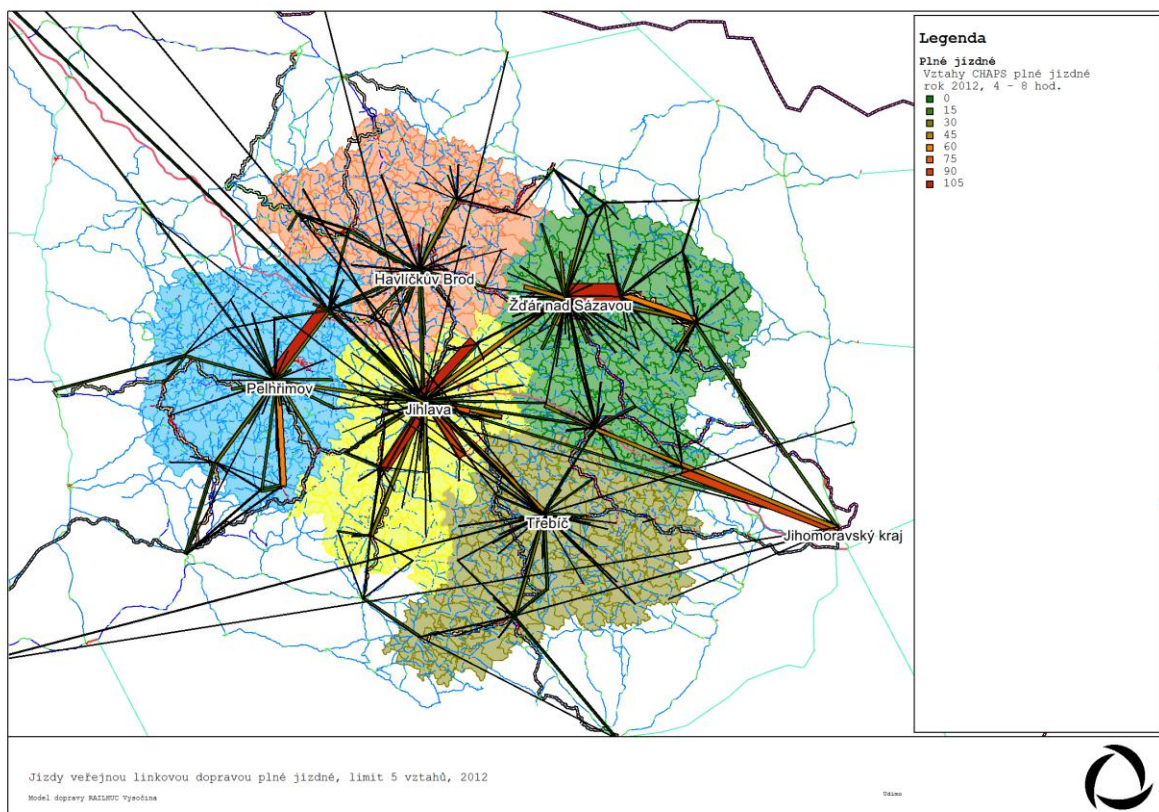 Legenda
Plné jízdné
Vztahy CHAPS plné jízdné
rok 2012, 4 - 8 hod.
0
15
30
45
60
75
90
105
Havlíčkův Brod
Žďár nad Sázavou
Pelhřimov
Jihlava
Třebíč
Jihomoravský kraj
Jízdy veřejnou linkovou dopravou plné jízdné, limit 5 vztahů, 2012
Model dopravy RAILHUC Vysočina
Udimo